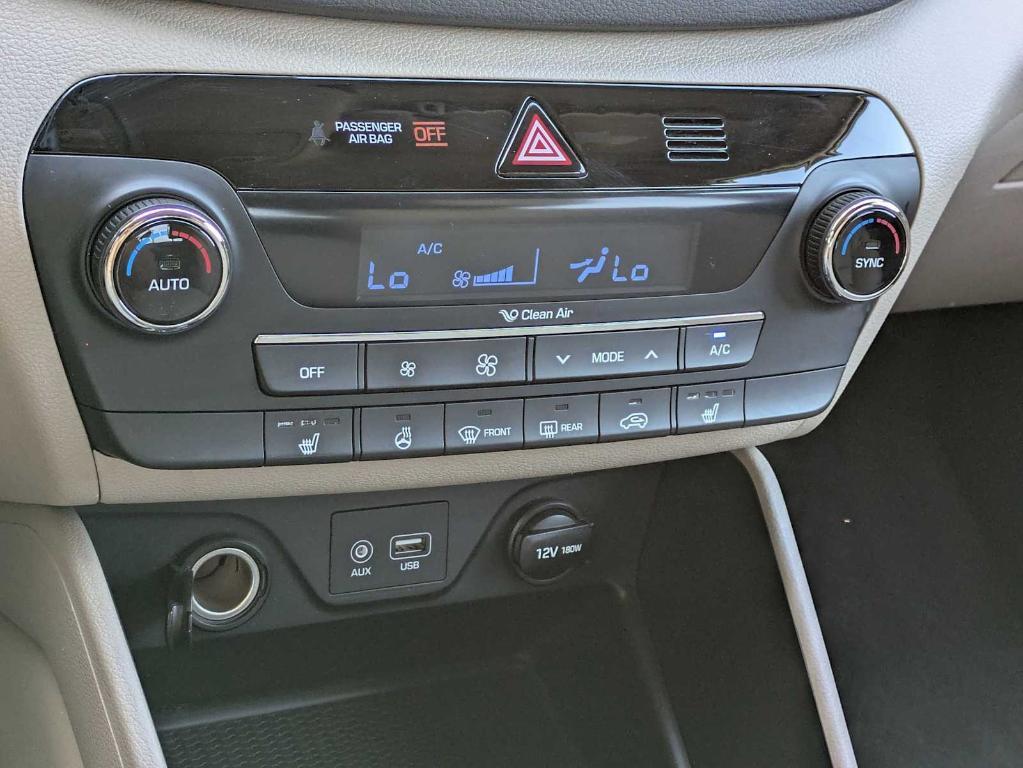 PASSENGER
AIR BAG
OFF
A/C
Lo
Lo
AUTO
SYNC
Clean Air
OFF
MODE
A/C
FRONT
REAR
AUX
USB
12V 180W